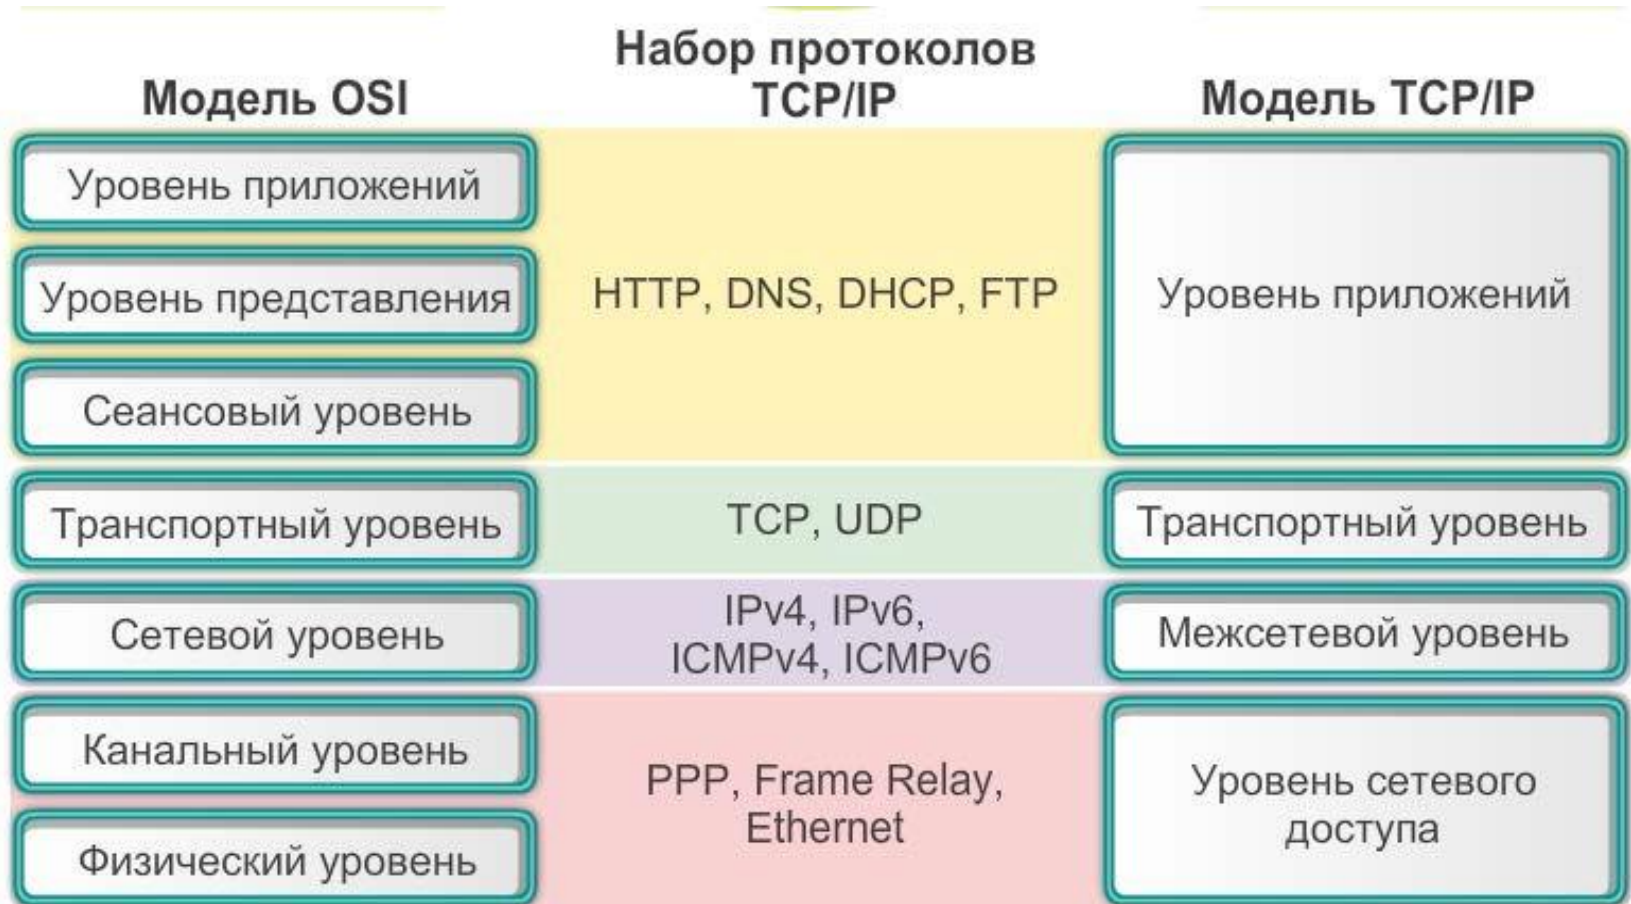 Модель OSI
Набор протоколов
TCP/IP
Модель TCP/IP
Уровень приложений
Уровень представления
Сеансовый уровень
Транспортный уровень
Сетевой уровень
Канальный уровень
Физический уровень
HTTP, DNS, DHCP, FTP
TCP, UDP
IPv4, IPv6,
ICMPv4, ICMPv6
PPP, Frame Relay,
Ethernet
Уровень приложений
Транспортный уровень
Межсетевой уровень
Уровень сетевого
доступа